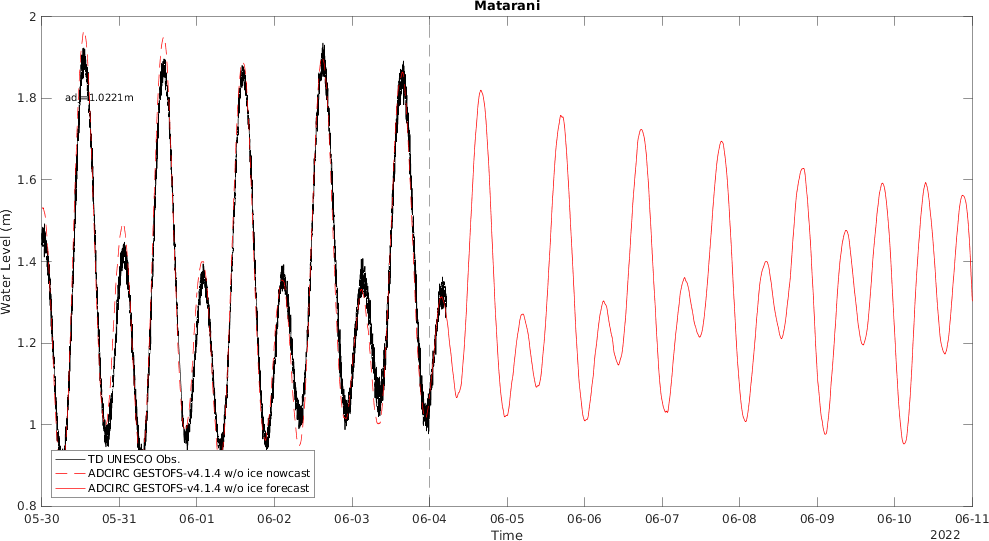 Matarani
2
1.8
1.6
1.4
1.2
1
0.8
Water Level (m)
adj=1.0221m
TD UNESCO Obs.
ADCIRC GESTOFS-v4.1.4 w/o ice nowcast
ADCIRC GESTOFS-v4.1.4 w/o ice forecast
05-30 05-31 06-01 06-02 06-03 06-04 06-05 06-06 06-07 06-08 06-09 06-10 06-11
Time
2022